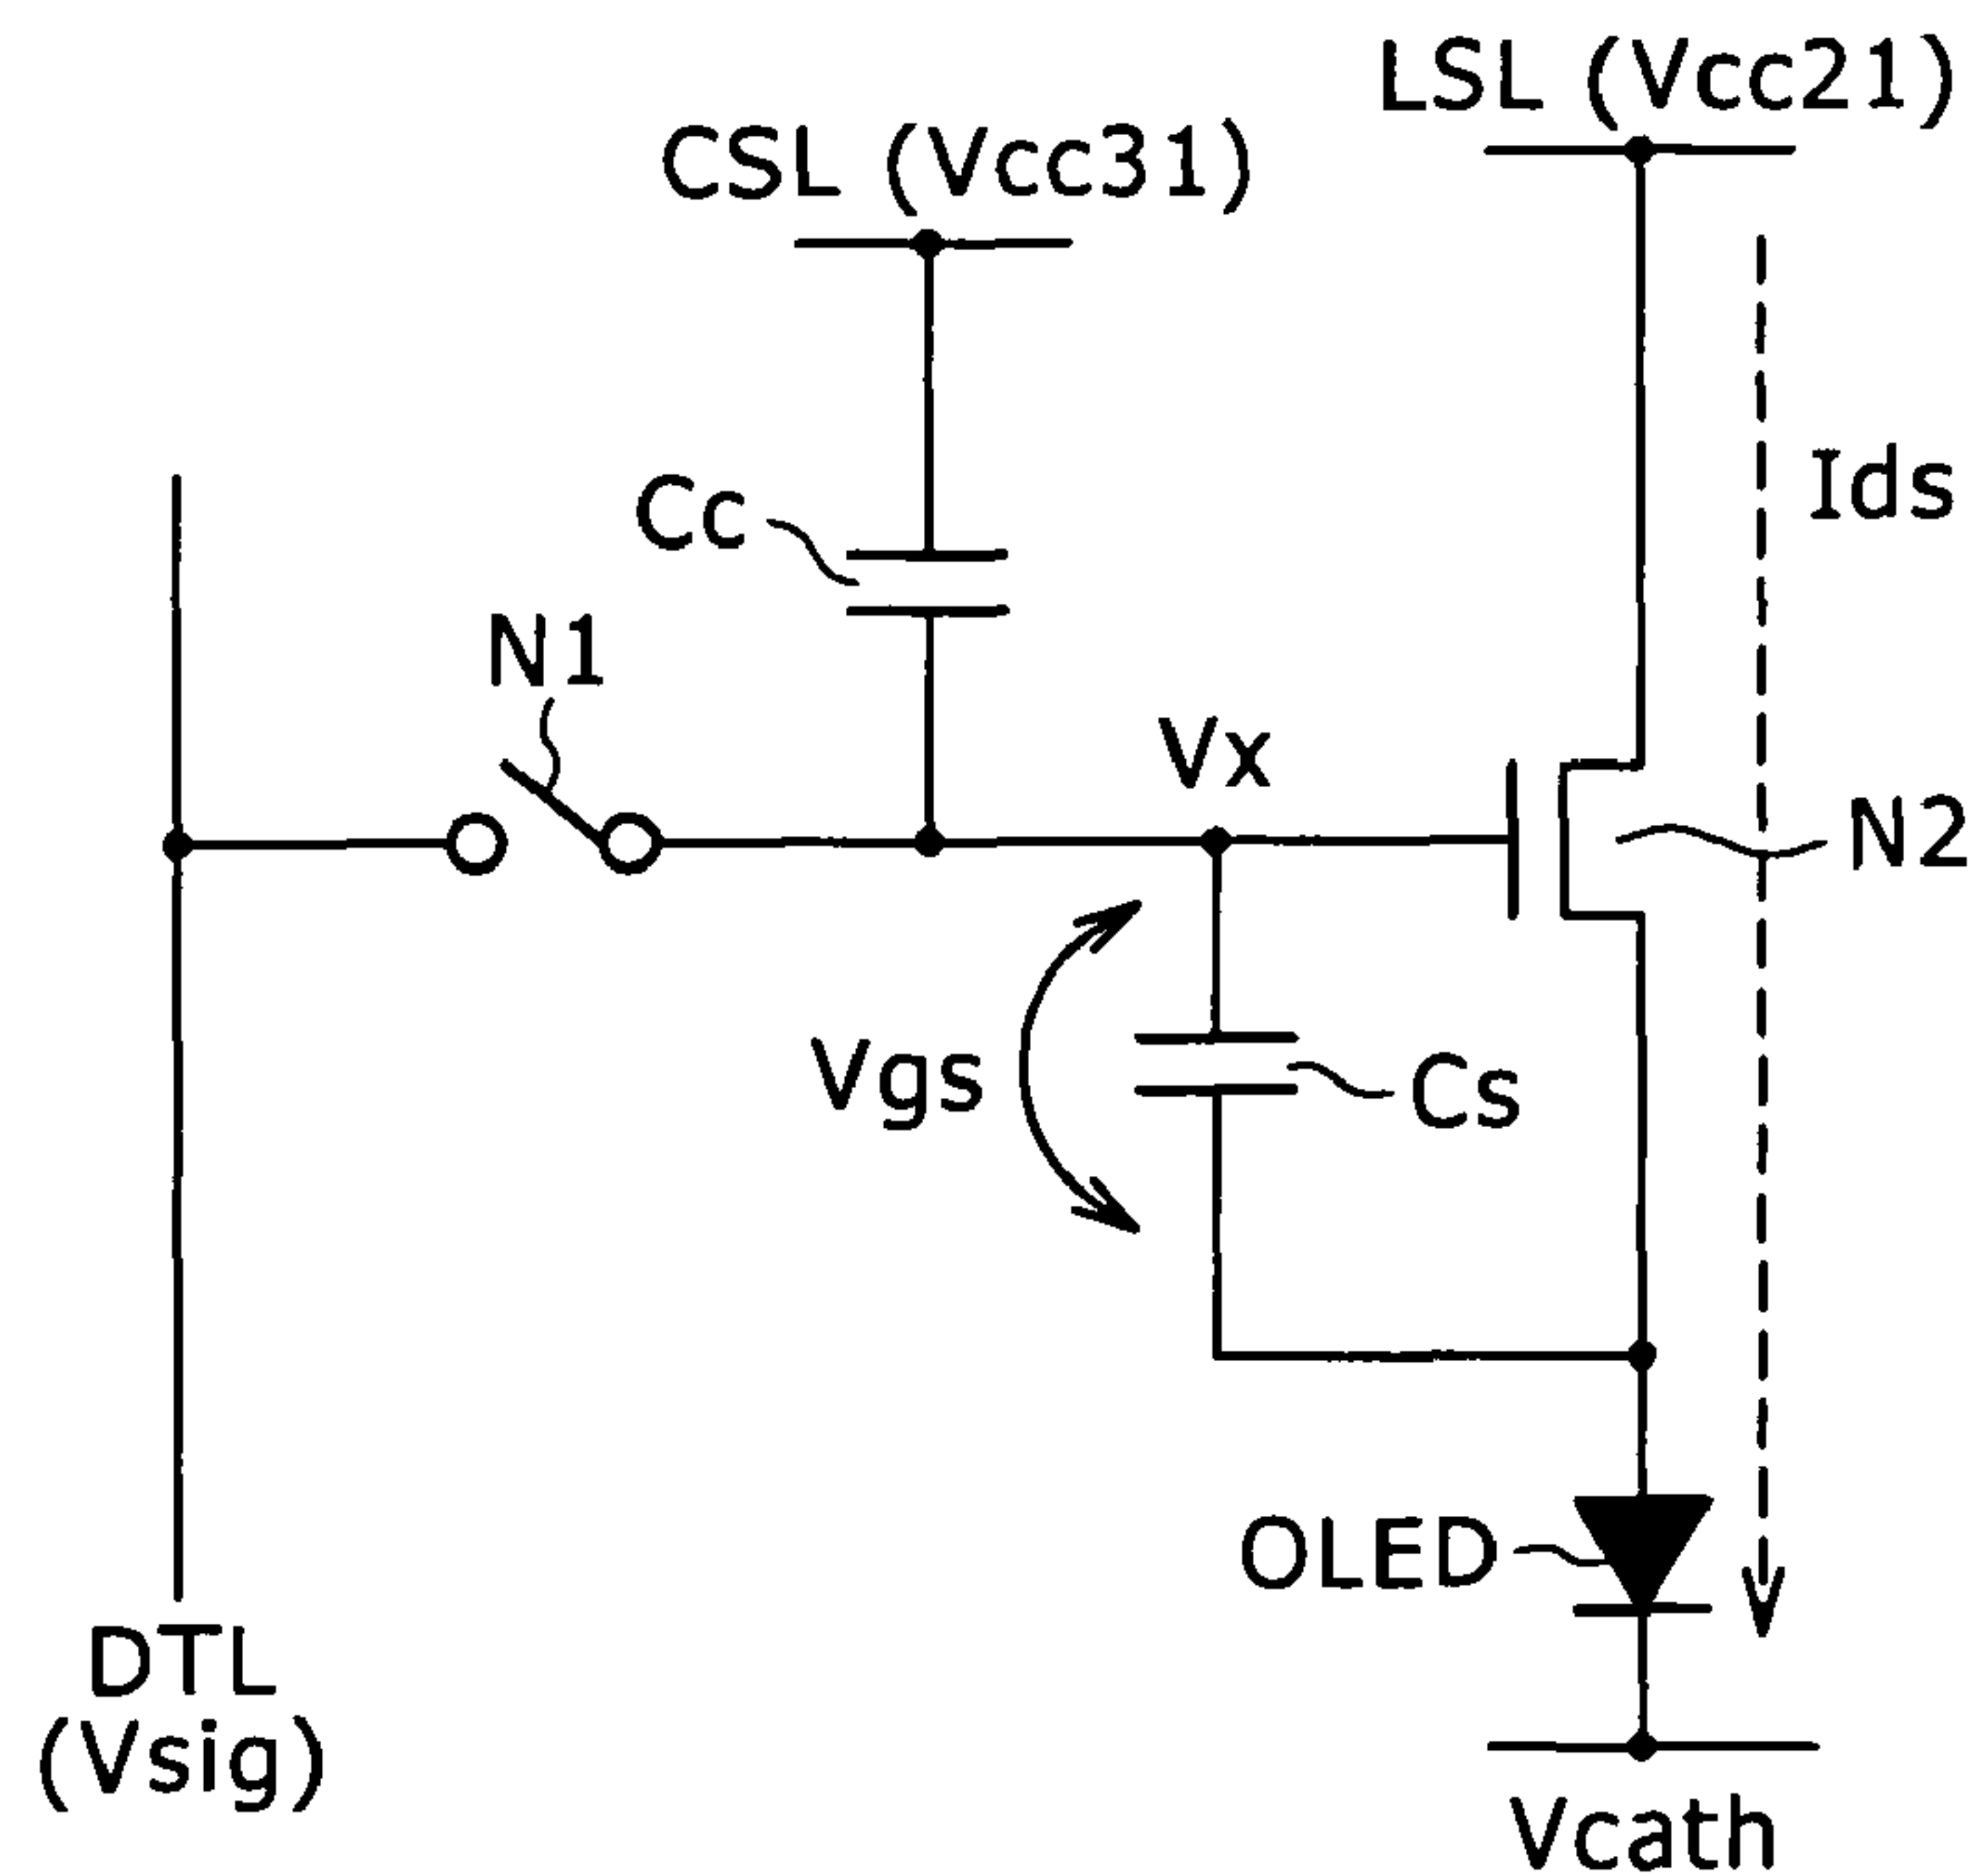 LSL (Vcc21)
CSL (Vcc31)
Ids
Cc
N1
Vx
N2
Vgs
Cs
OLED
DTL
(Vsig)
Vcath